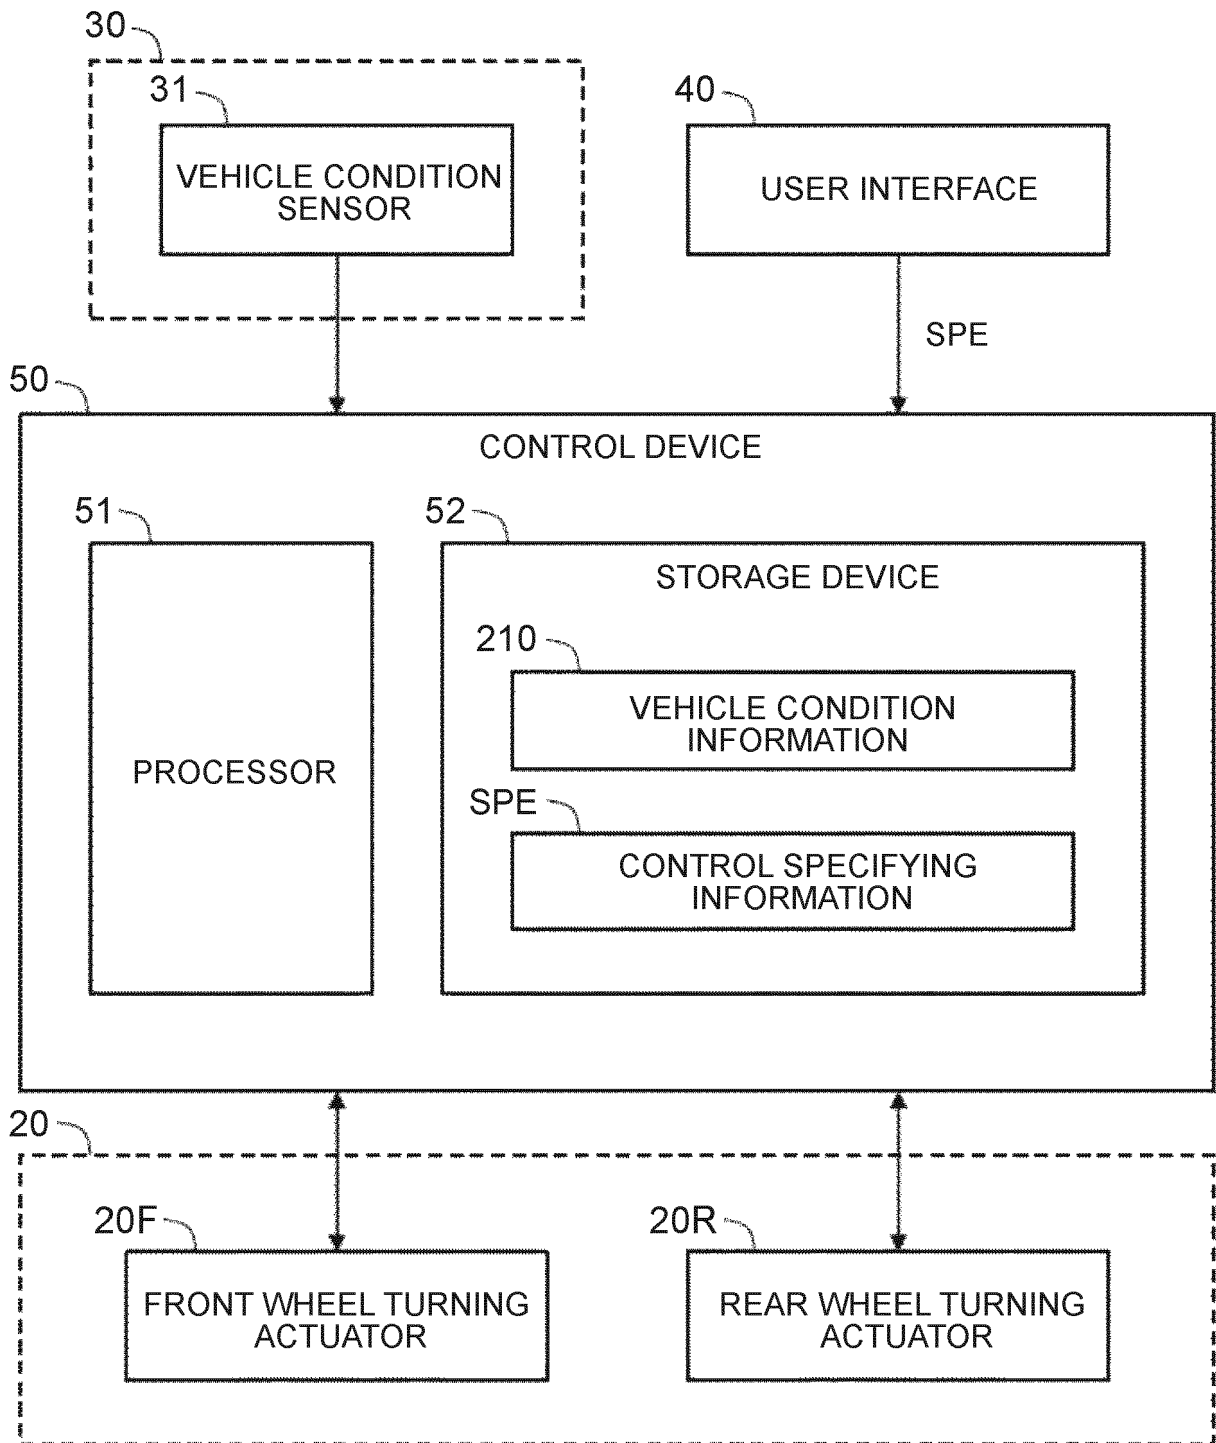 30
31
40
VEHICLE CONDITION
SENSOR
USER INTERFACE
SPE
50
CONTROL DEVICE
51
52
STORAGE DEVICE
210
VEHICLE CONDITION
INFORMATION
PROCESSOR
SPE
CONTROL SPECIFYING
INFORMATION
20
20F
20R
FRONT WHEEL TURNING
ACTUATOR
REAR WHEEL TURNING
ACTUATOR